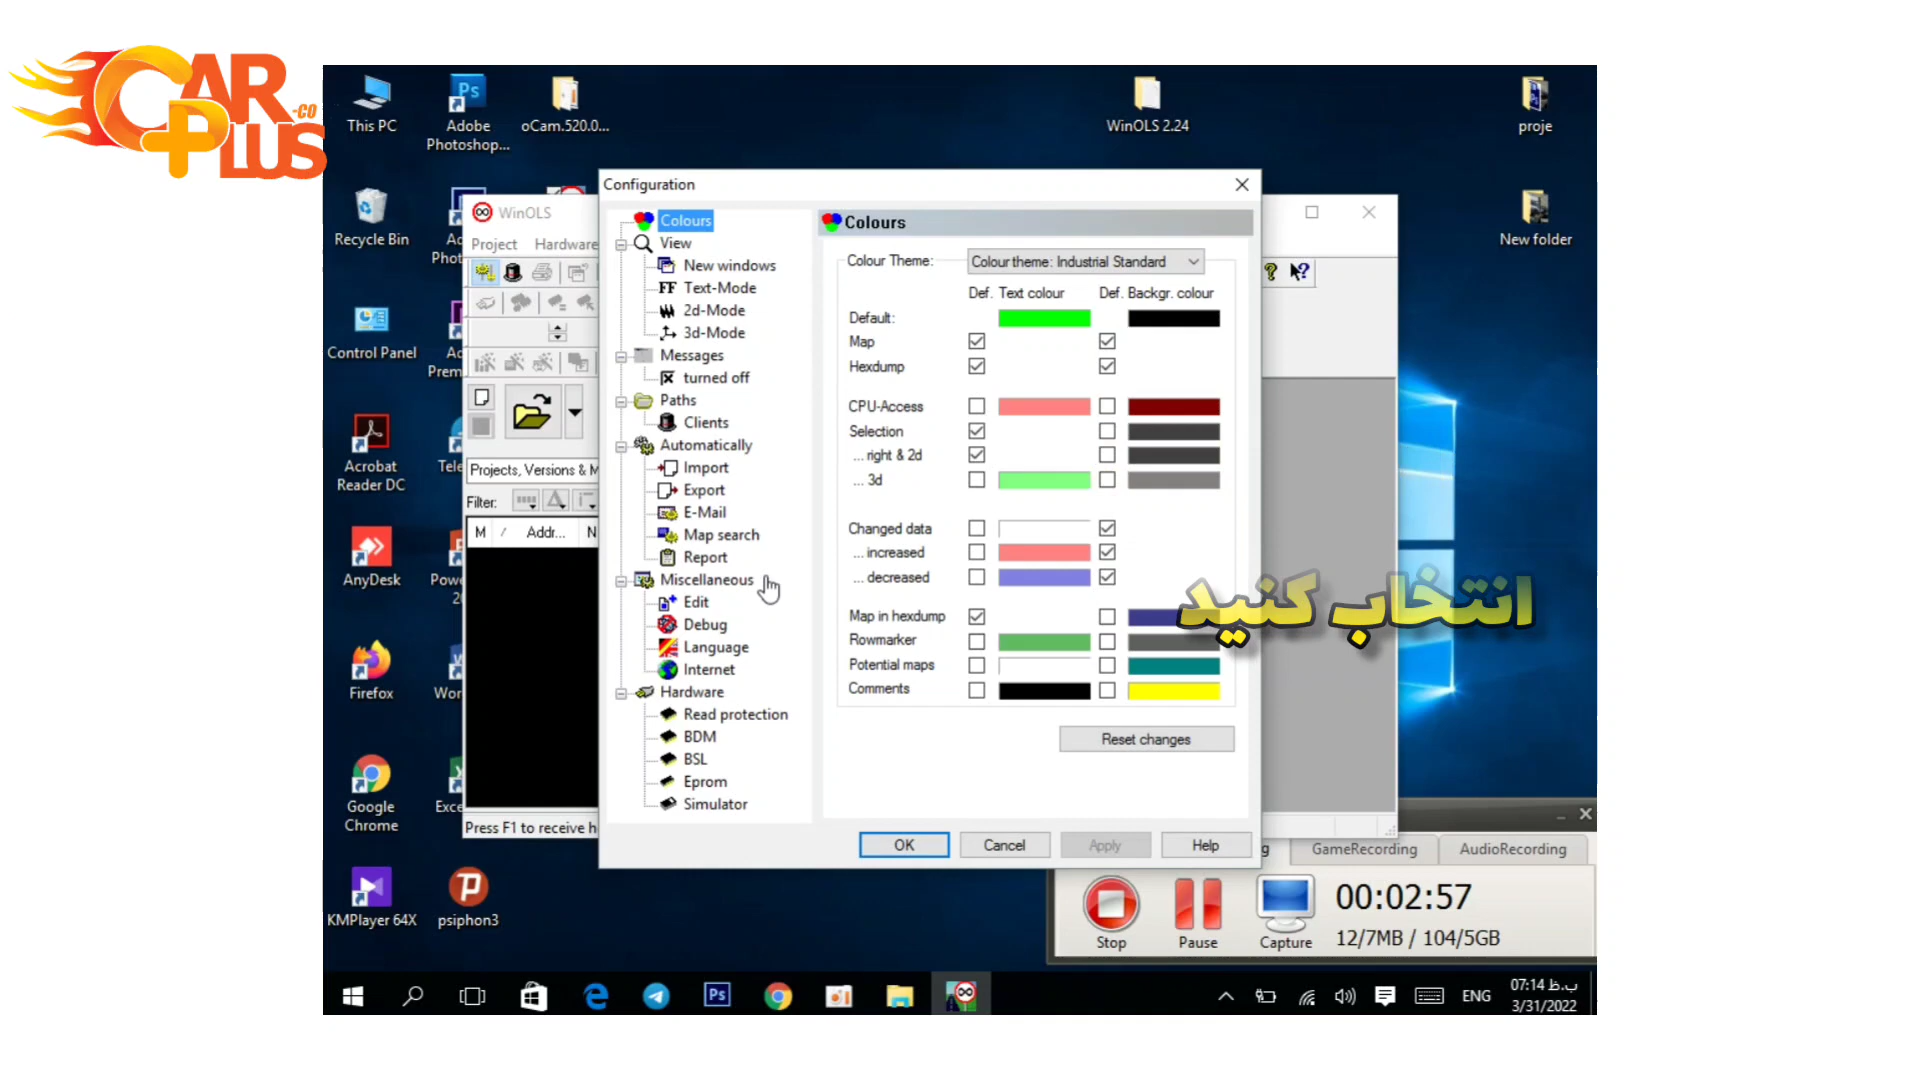 CAR
-CO
PLUS
This PC
Adobe
Photoshop...
oCam.520.0...
WinOLS 2.24
proje
Recycle Bin
New folder
Control Panel
Acrobat
Reader DC
AnyDesk
Firefox
Google
Chrome
KMPlayer 64X
psiphon3
WinOLS
Project
Hardware
Projects, Versions & M
Filter:
M
Addr...
Press F1 to receive h
Configuration
Colours
View
New windows
FF Text-Mode
2d-Mode
3d-Mode
Messages
turned off
Paths
Clients
Automatically
Import
Export
E-Mail
Map search
Report
Miscellaneous
Edit
Debug
Language
Internet
Hardware
Read protection
BDM
BSL
Eprom
Simulator
Colours
Colour Theme:
Colour theme: Industrial Standard
Def. Text colour
Def. Backgr. colour
Default:
Map
Hexdump
CPU-Access
Selection
... right & 2d
... 3d
Changed data
... increased
... decreased
Map in hexdump
Rowmarker
Potential maps
Comments
Reset changes
OK
Cancel
Apply
Help
انتخاب کنید
GameRecording
AudioRecording
Stop
Pause
Capture
00:02:57
12/7MB / 104/5GB
Ps
ENG
07:14 ب.ظ
3/31/2022